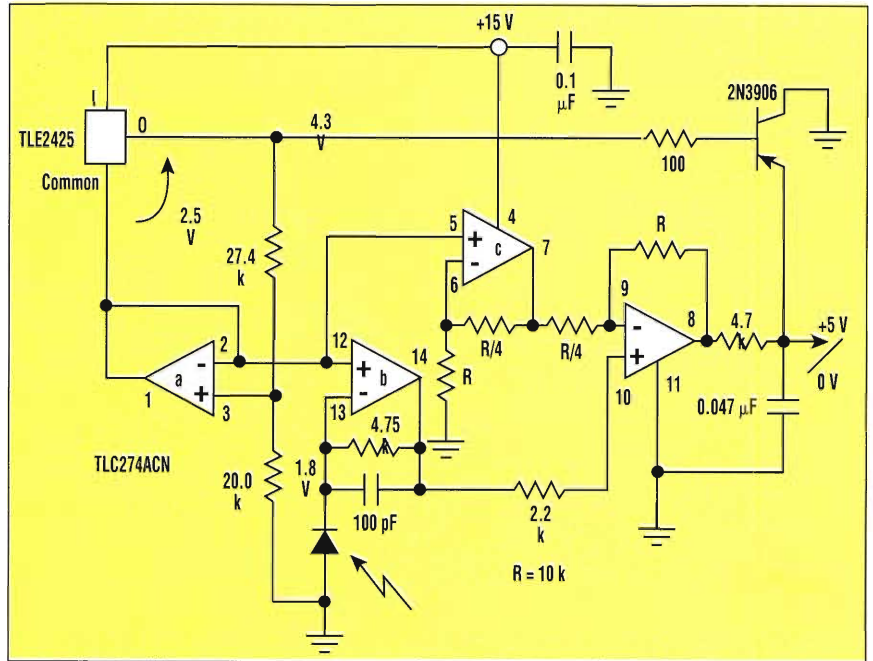 +15 V
I
0.1
μF
2N3906
TLE2425
O
4.3
V
100
Common
2.5
V
27.4
k
5
+
-
6
4
c
7
R
9
-
+
10
8
4.7
k
+5 V
0 V
R/4
R/4
R
11
0.047 μF
2
-
a
+
1
3
12
+
b
-
13
14
4.75
k
TLC274ACN
20.0
k
1.8
V
100 pF
2.2
k
R = 10 k